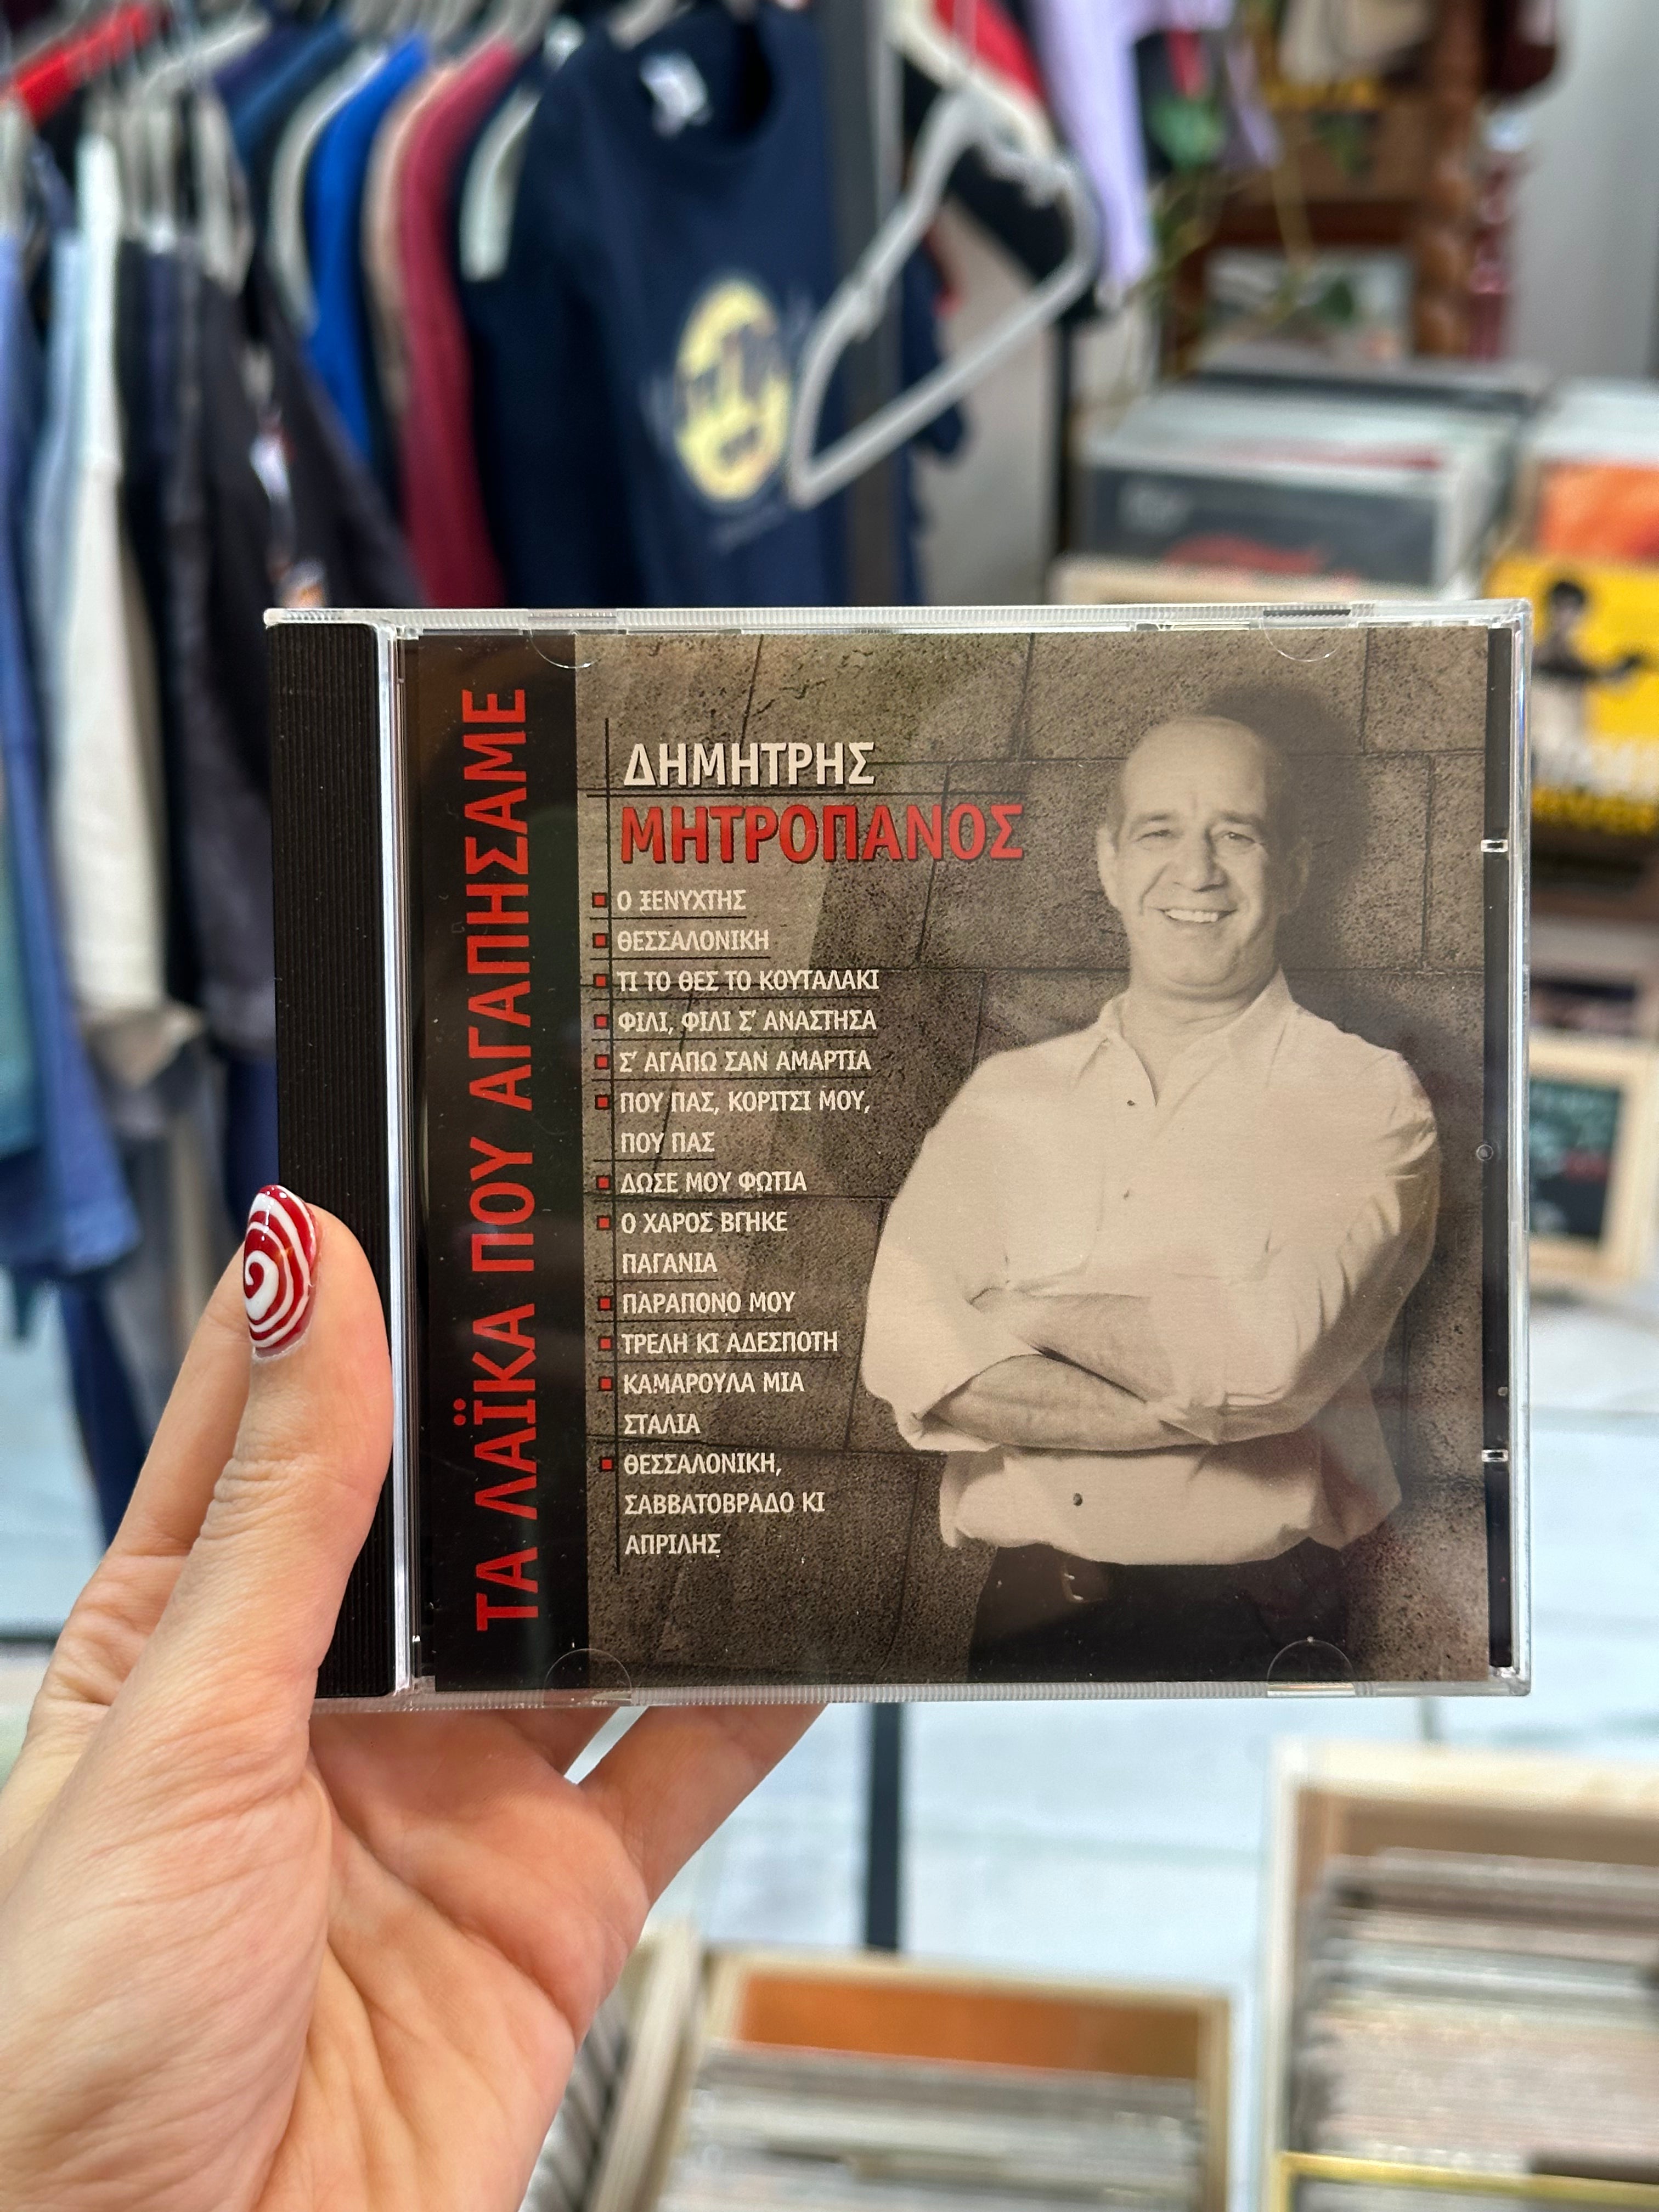 ΤΑ ΛΑΪΚΑ ΠΟΥ ΑΓΑΠΗΣΑΜΕ
ΔΗΜΗΤΡΗΣ
ΜΗΤΡΟΠΑΝΟΣ
Ο ΞΕΝΥΧΤΗΣ
ΘΕΣΣΑΛΟΝΙΚΗ
ΤΙ ΤΟ ΘΕΣ ΤΟ ΚΟΥΤΑΛΑΚΙ
ΦΙΛΙ, ΦΙΛΙ Σ' ΑΝΑΣΤΗΣΑ
Σ' ΑΓΑΠΩ ΣΑΝ ΑΜΑΡΤΙΑ
ΠΟΥ ΠΑΣ, ΚΟΡΙΤΣΙ ΜΟΥ,
ΠΟΥ ΠΑΣ
ΔΩΣΕ ΜΟΥ ΦΩΤΙΑ
Ο ΧΑΡΟΣ ΒΓΗΚΕ
ΠΑΓΑΝΙΑ
ΠΑΡΑΠΟΝΟ ΜΟΥ
ΤΡΕΛΗ ΚΙ ΑΔΕΣΠΟΤΗ
ΚΑΜΑΡΟΥΛΑ ΜΙΑ
ΣΤΑΛΙΑ
ΘΕΣΣΑΛΟΝΙΚΗ,
ΣΑΒΒΑΤΟΒΡΑΔΟ ΚΙ
ΑΠΡΙΛΗΣ